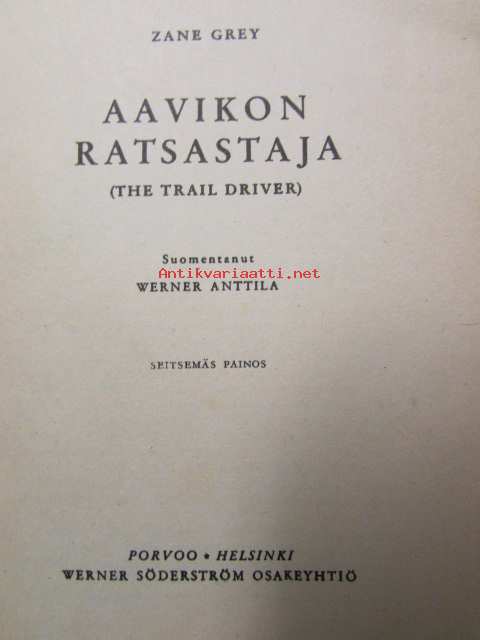 ZANE GREY
AAVIKON
RATSASTAJA
(THE TRAIL DRIVER)
Suomentanut
Antikvariaatti.net
WERNER ANTTILA
SEITSEMÄS PAINOS
PORVOO • HELSINKI
WERNER SÖDERSTRÖM OSAKEYHTIÖ